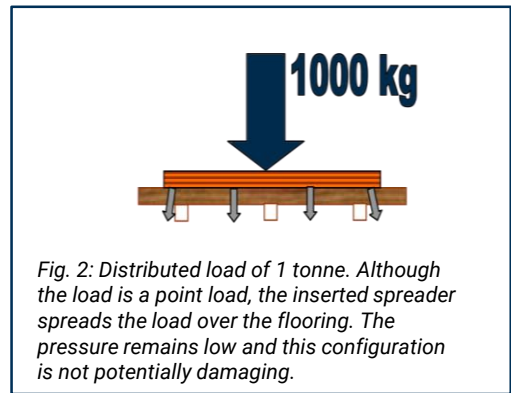 1000 kg
Fig. 2: Distributed load of 1 tonne. Although
the load is a point load, the inserted spreader
spreads the load over the flooring. The
pressure remains low and this configuration
is not potentially damaging.